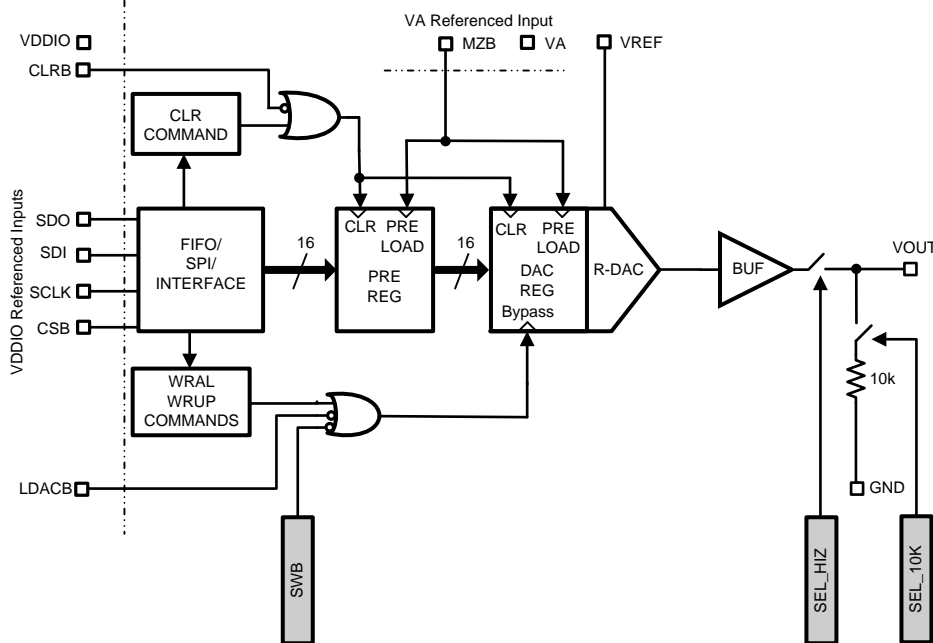 VA Referenced Input
VDDIO
MZB
VA
VREF
CLRB
CLR
COMMAND
VDDIO Referenced Inputs
SDO
SDI
SCLK
CSB
FIFO/
SPI/
INTERFACE
16
CLR
PRE
LOAD
PRE
REG
16
CLR
PRE
LOAD
DAC
REG
Bypass
R-DAC
BUF
VOUT
10k
GND
WRAL
WRUP
COMMANDS
LDACB
SWB
SEL_HIZ
SEL_10K